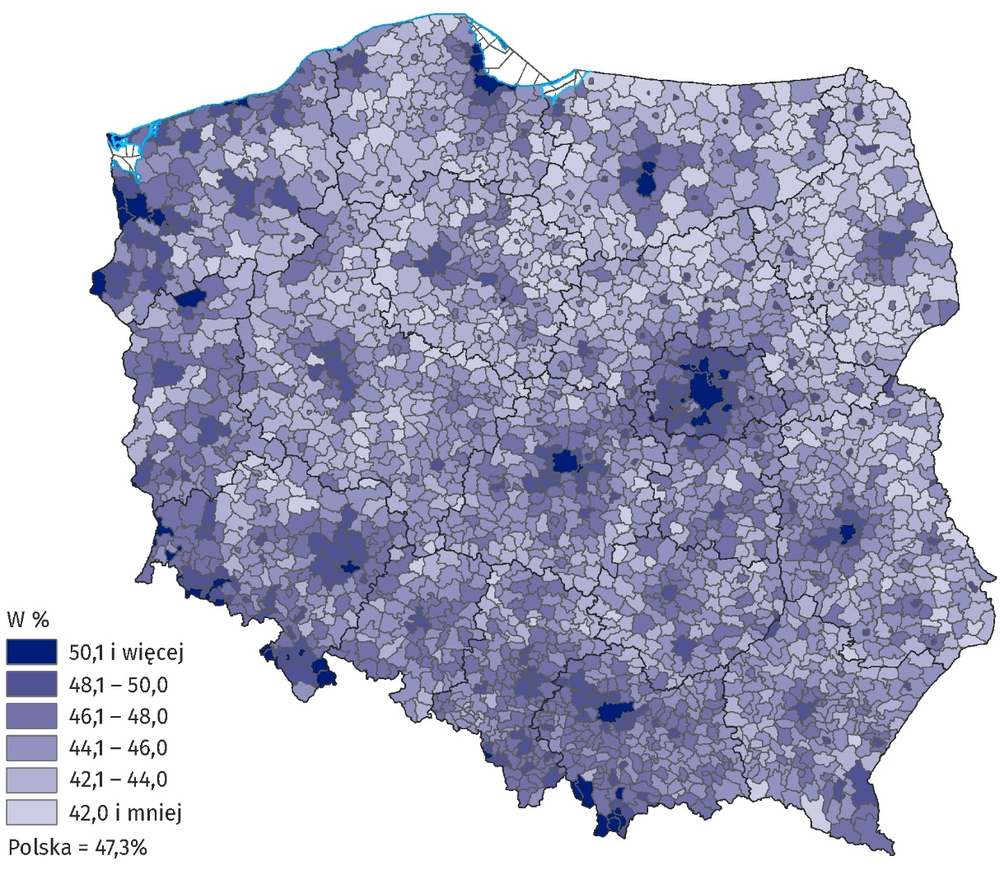 W %
50,1 i więcej
48,1 – 50,0
46,1 – 48,0
44,1 – 46,0
42,1 – 44,0
42,0 i mniej
Polska = 47,3%